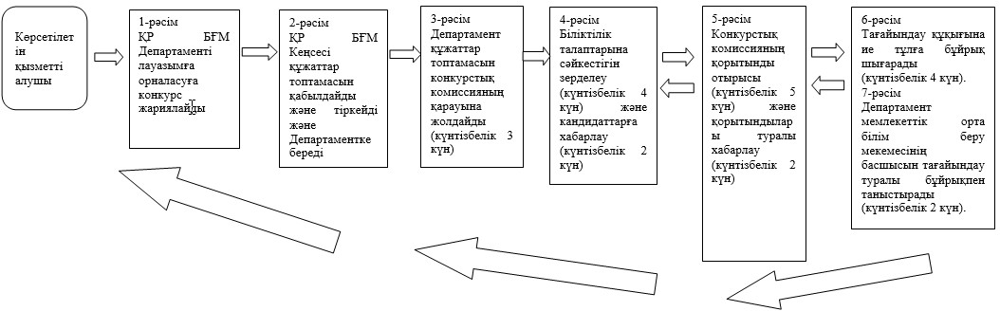 Көрсетілет
ін
қызметті
алушы
1-рәсім
ҚР БҒМ
Департаменті
лауазымға
орналасуға
конкурс
жариялайды
2-рәсім
ҚР БҒМ
Кеңсесі
құжаттар
топтамасын
қабылдайды
және тіркейді
және
Департаментке
береді
3-рәсім
Департамент
құжаттар
топтамасын
конкурстық
комиссияның
қарауына
жолдайды
(күнтізбелік 3
күн)
4-рәсім
Біліктілік
талаптарына
сәйкестігін
зерделеу
(күнтізбелік 4
күн) және
кандидаттарға
хабарлау
(күнтізбелік 2
күн)
5-рәсім
Конкурстық
комиссияның
қорытынды
отырысы
(күнтізбелік 5
күн) және
қорытындылар
ы туралы
хабарлау
(күнтізбелік 2
күн)
6-рәсім
Тағайындау құқығына
ие тұлға бұйрық
шығарады
(күнтізбелік 4 күн).
7-рәсім
Департамент
мемлекеттік орта
білім беру
мекемесінің
басшысын тағайындау
туралы бұйрықпен
таныстырады
(күнтізбелік 2 күн).